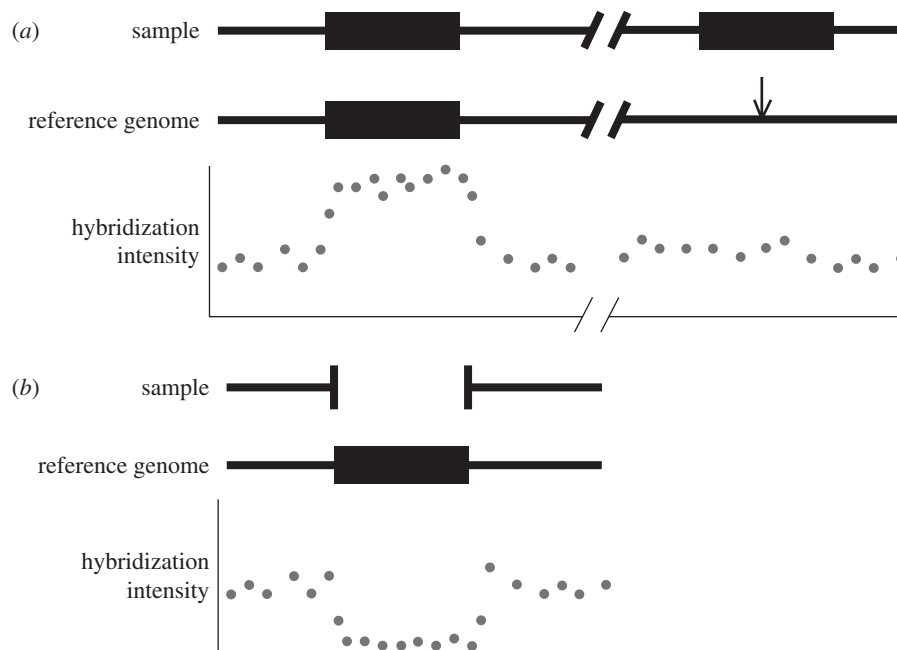 (a) sample
reference genome
hybridization
intensity
(b) sample
reference genome
hybridization
intensity